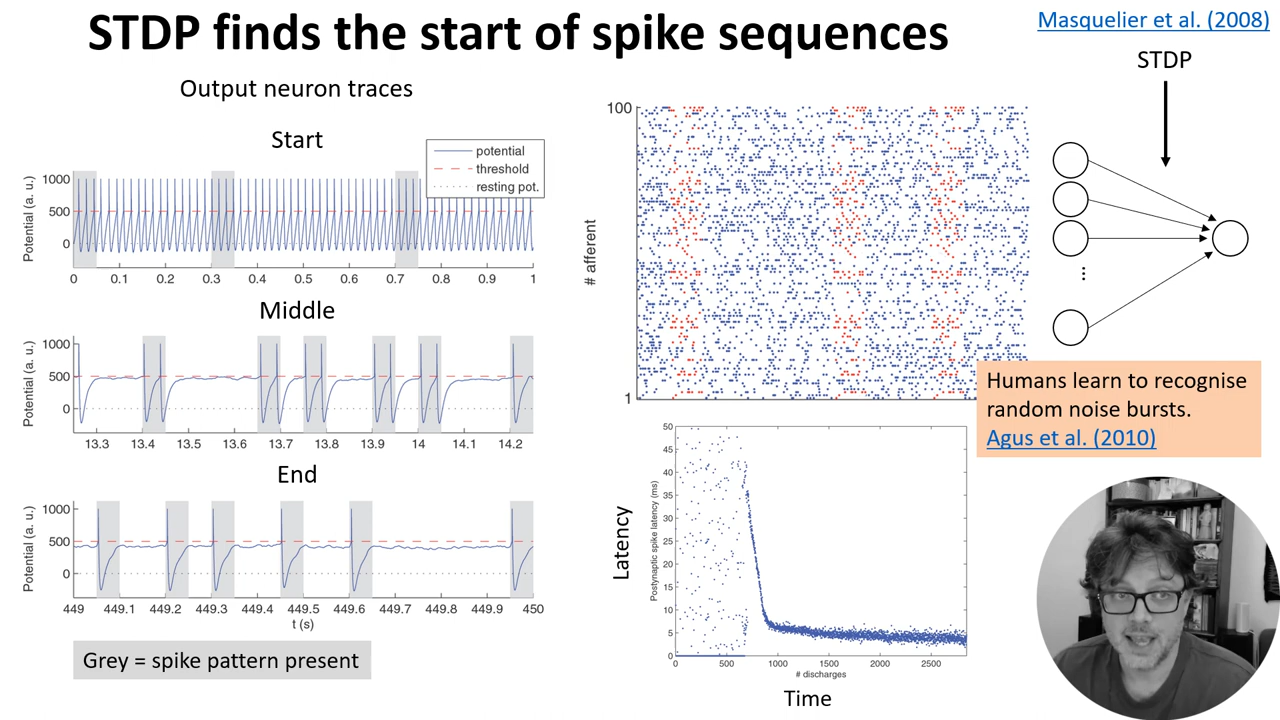 STDP finds the start of spike sequences
Masquelier et al. (2008)
Output neuron traces
STDP
Start
potential
threshold
resting pot.
Potential (a. u.)
1000
500
0
0 0.1 0.2 0.3 0.4 0.5 0.6 0.7 0.8 0.9 1
Middle
Potential (a. u.)
1000
500
0
13.3 13.4 13.5 13.6 13.7 13.8 13.9 14 14.1 14.2
End
Potential (a. u.)
1000
500
0
449 449.1 449.2 449.3 449.4 449.5 449.6 449.7 449.8 449.9 450
t (s)
Grey = spike pattern present
100
# afferent
1
Humans learn to recognise
random noise bursts.
Agus et al. (2010)
Latency
Postynaptic spike latency (ms)
50
45
40
35
30
25
20
15
10
5
0
0 500 1000 1500 2000 2500
# discharges
Time